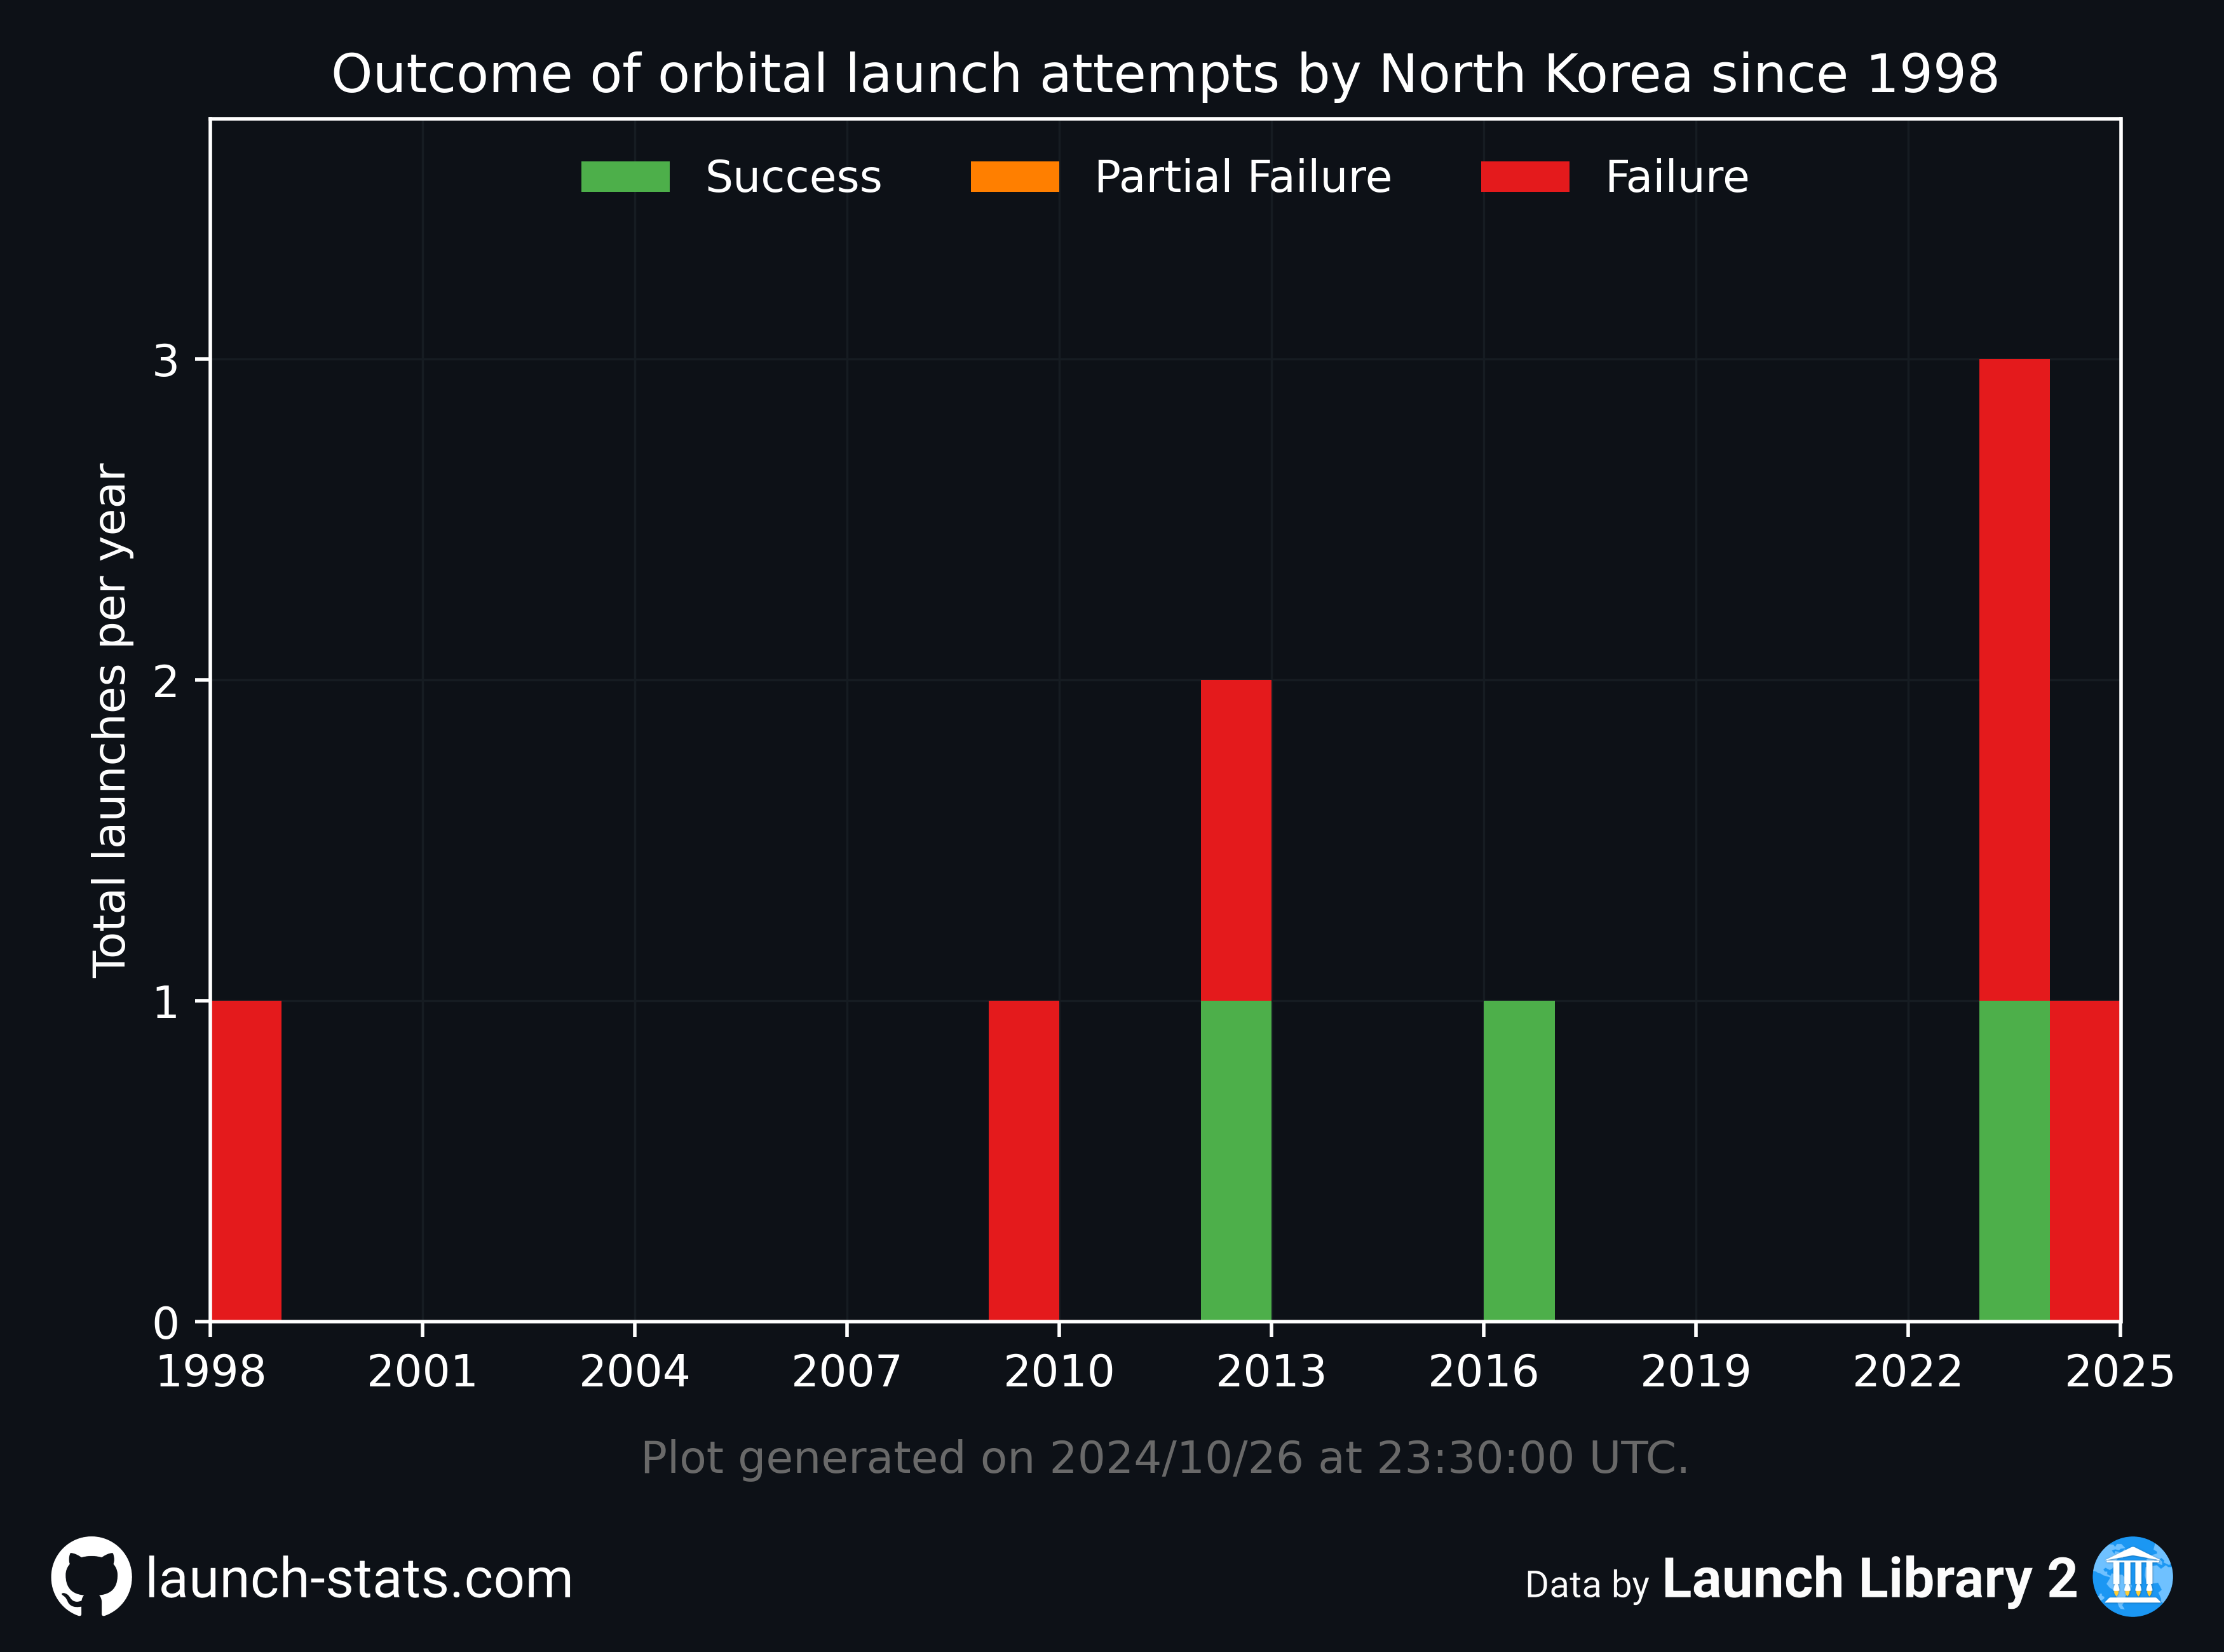 Outcome of orbital launch attempts by North Korea since 1998
Success Partial Failure Failure
Total launches per year
3
2
1
0
1998 2001 2004 2007 2010 2013 2016 2019 2022 2025
Plot generated on 2024/10/26 at 23:30:00 UTC.
launch-stats.com
Data by Launch Library 2